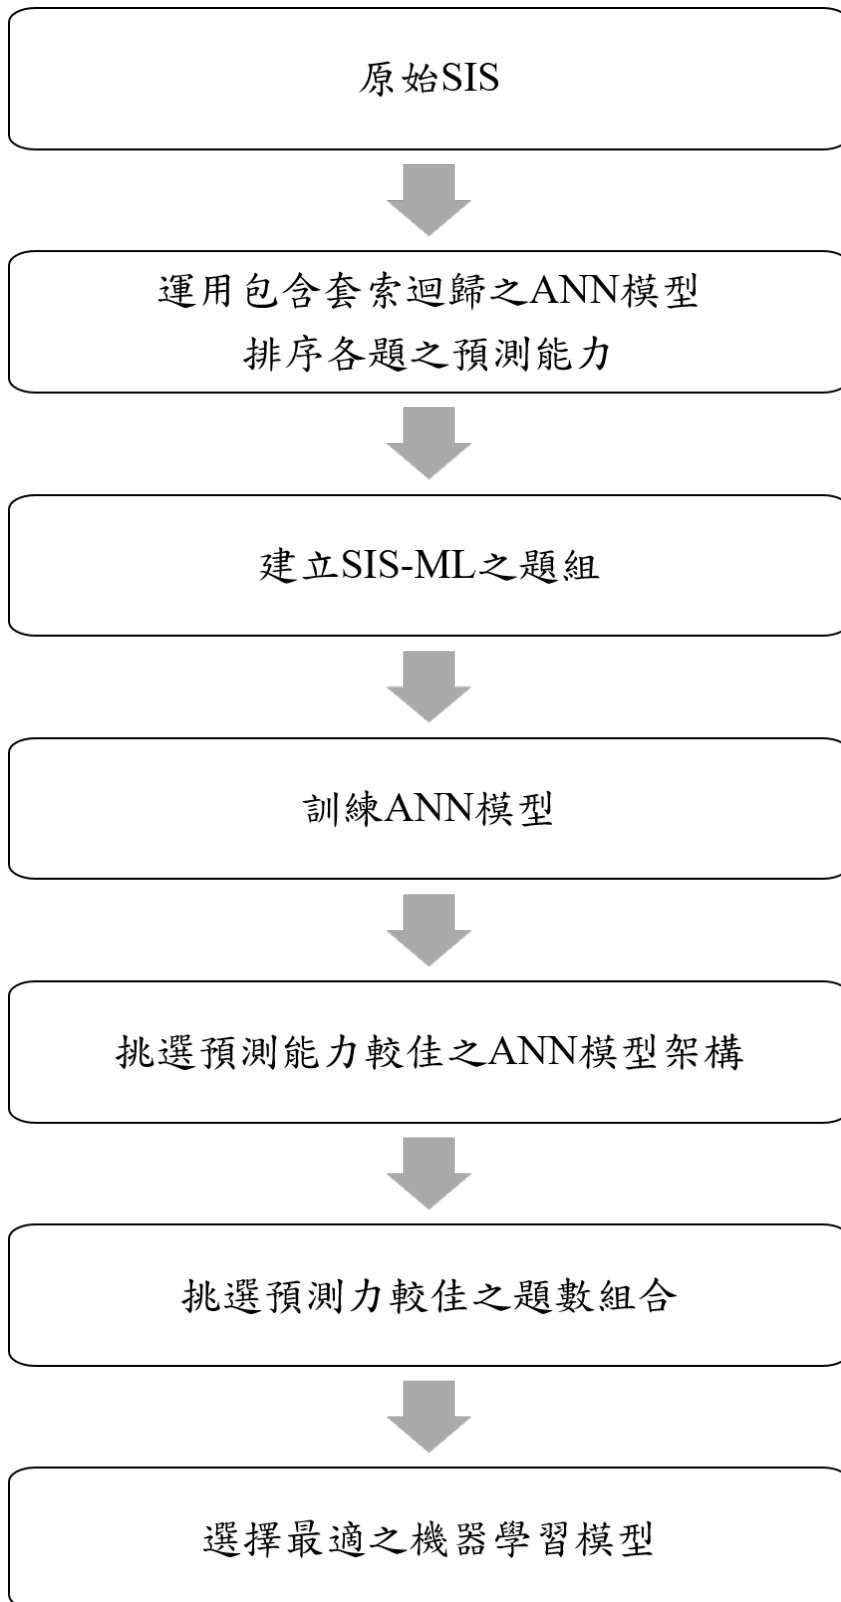 原始SIS
運用包含套索迴歸之ANN模型
排序各題之預測能力
建立SIS-ML之題組
訓練ANN模型
挑選預測能力較佳之ANN模型架構
挑選預測力較佳之題數組合
選擇最適之機器學習模型